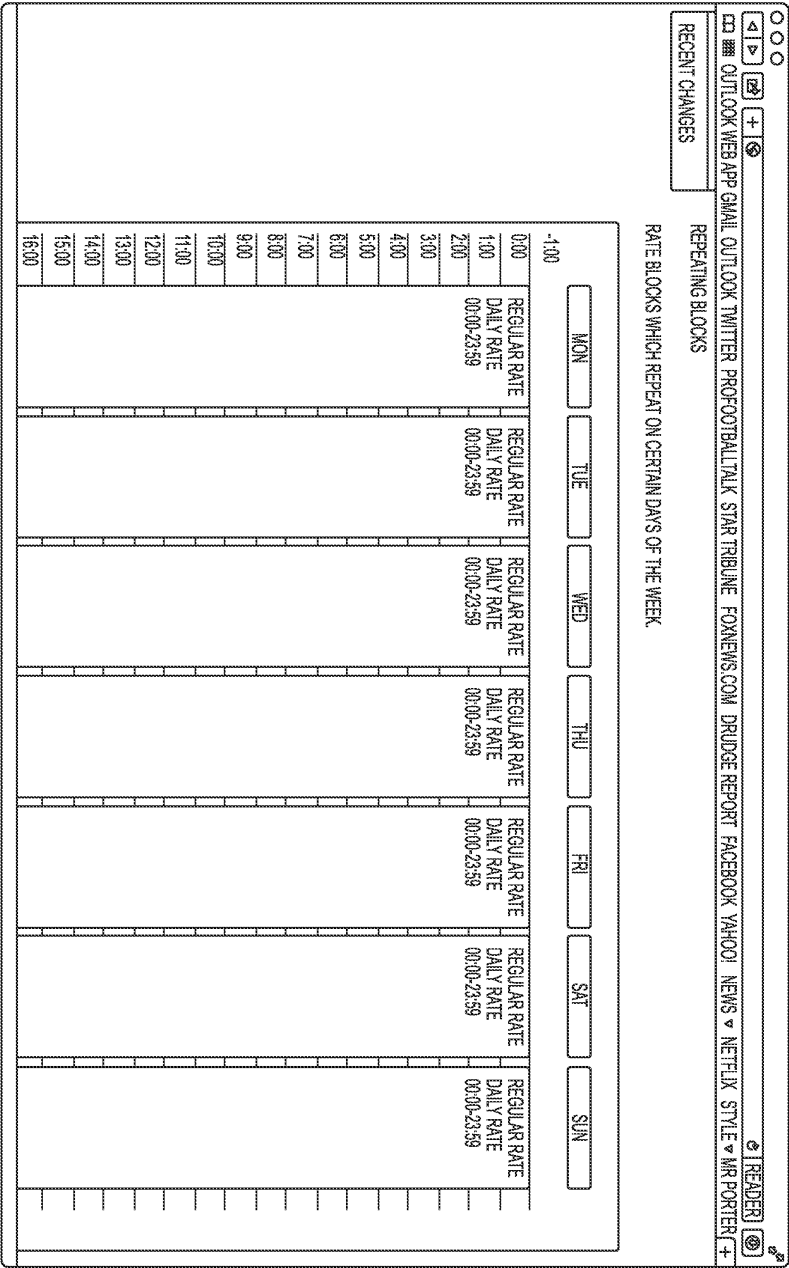 READER
OUTLOOK WEB APP GMAIL OUTLOOK TWITTER PROFOOTBALLTALK STAR TRIBUNE FOXNEWS.COM DRUDGE REPORT FACEBOOK YAHOO! NEWS ▾ NETFLIX STYLE ▾ MR PORTER +
RECENT CHANGES
REPEATING BLOCKS
RATE BLOCKS WHICH REPEAT ON CERTAIN DAYS OF THE WEEK.
MON TUE WED THU FRI SAT SUN
-1:00
0:00
REGULAR RATE REGULAR RATE REGULAR RATE REGULAR RATE REGULAR RATE REGULAR RATE REGULAR RATE
1:00
DAILY RATE DAILY RATE DAILY RATE DAILY RATE DAILY RATE DAILY RATE DAILY RATE
00:00-23:59 00:00-23:59 00:00-23:59 00:00-23:59 00:00-23:59 00:00-23:59 00:00-23:59
2:00
3:00
4:00
5:00
6:00
7:00
8:00
9:00
10:00
11:00
12:00
13:00
14:00
15:00
16:00